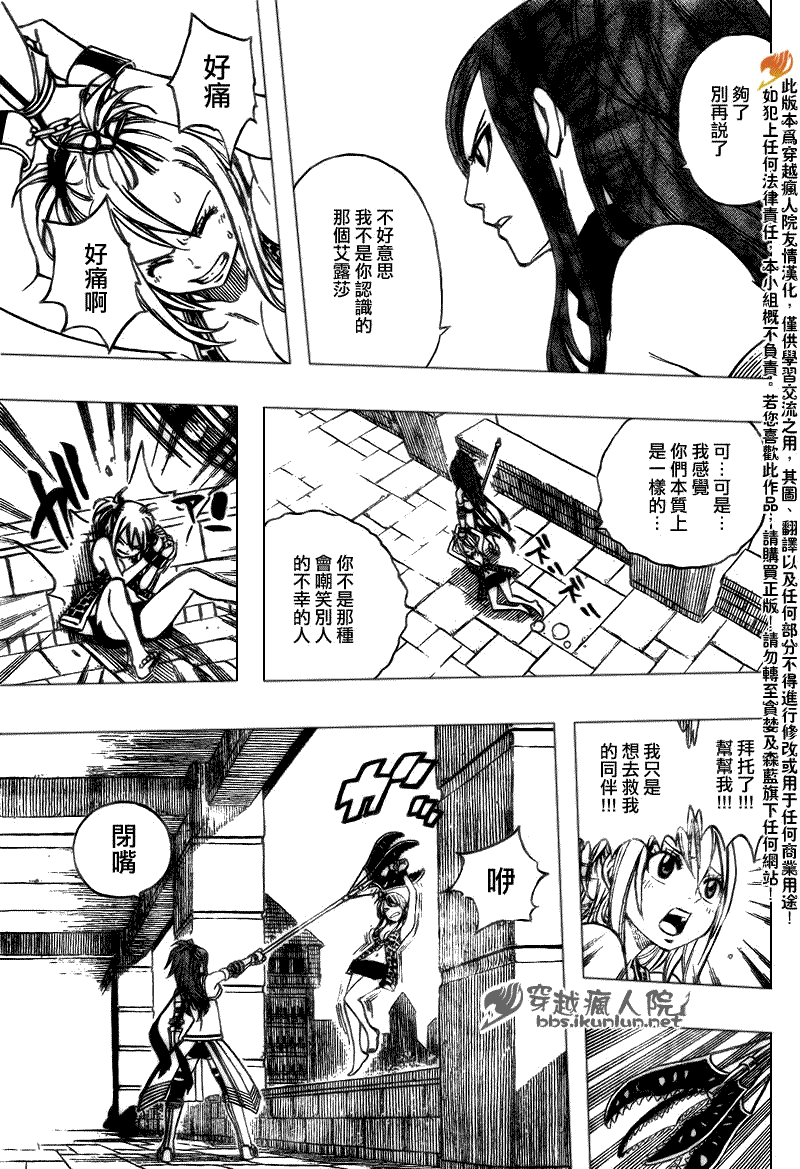 夠了
別再說了
不好意思
我不是你認識的
那個艾露莎
好痛
好痛啊
可…可是…
我感覺
你們本質上
是一樣的…
ズズズ
你不是那種
會嘲笑別人
的不幸的人
拜托了!!!
幫幫我!!!
我只是
想去救我
的同伴!!!
咿
ガッ
閉嘴
穿越瘋人院
bbs.ikunlun.net
此版本爲穿越瘋人院友情漢化，僅供學習交流之用，其圖、翻譯以及任何部分不得進行修改或用于任何商業用途！
如犯上任何法律責任，本小組概不負責。若您喜歡此作品…請購買正版！請勿轉至貪婪及森藍旗下任何網站！